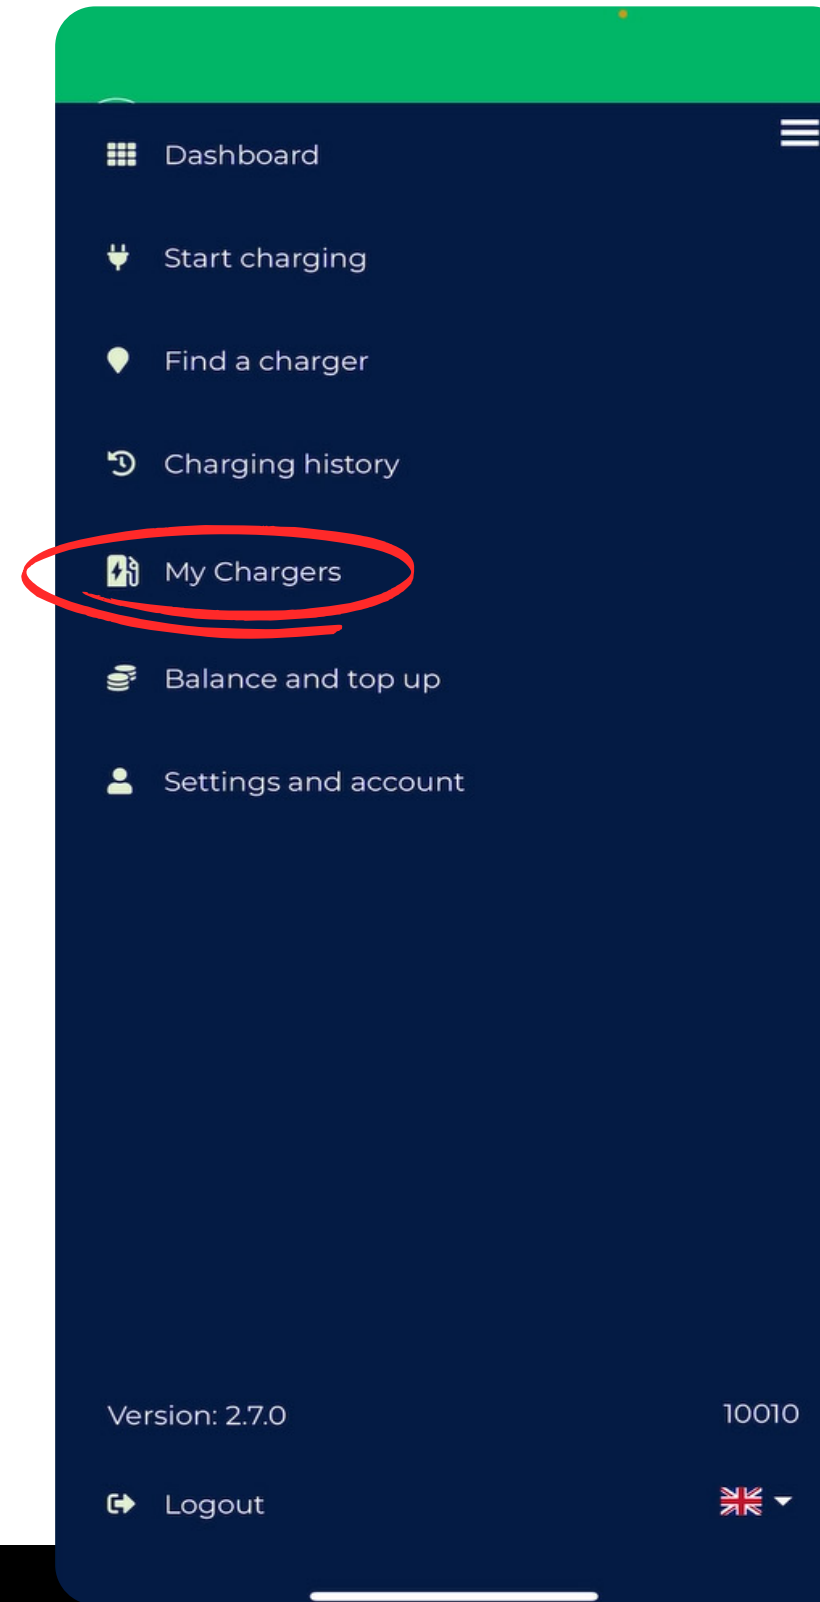 Dashboard
Start charging
Find a charger
Charging history
My Chargers
Balance and top up
Settings and account
Version: 2.7.0 10010
Logout